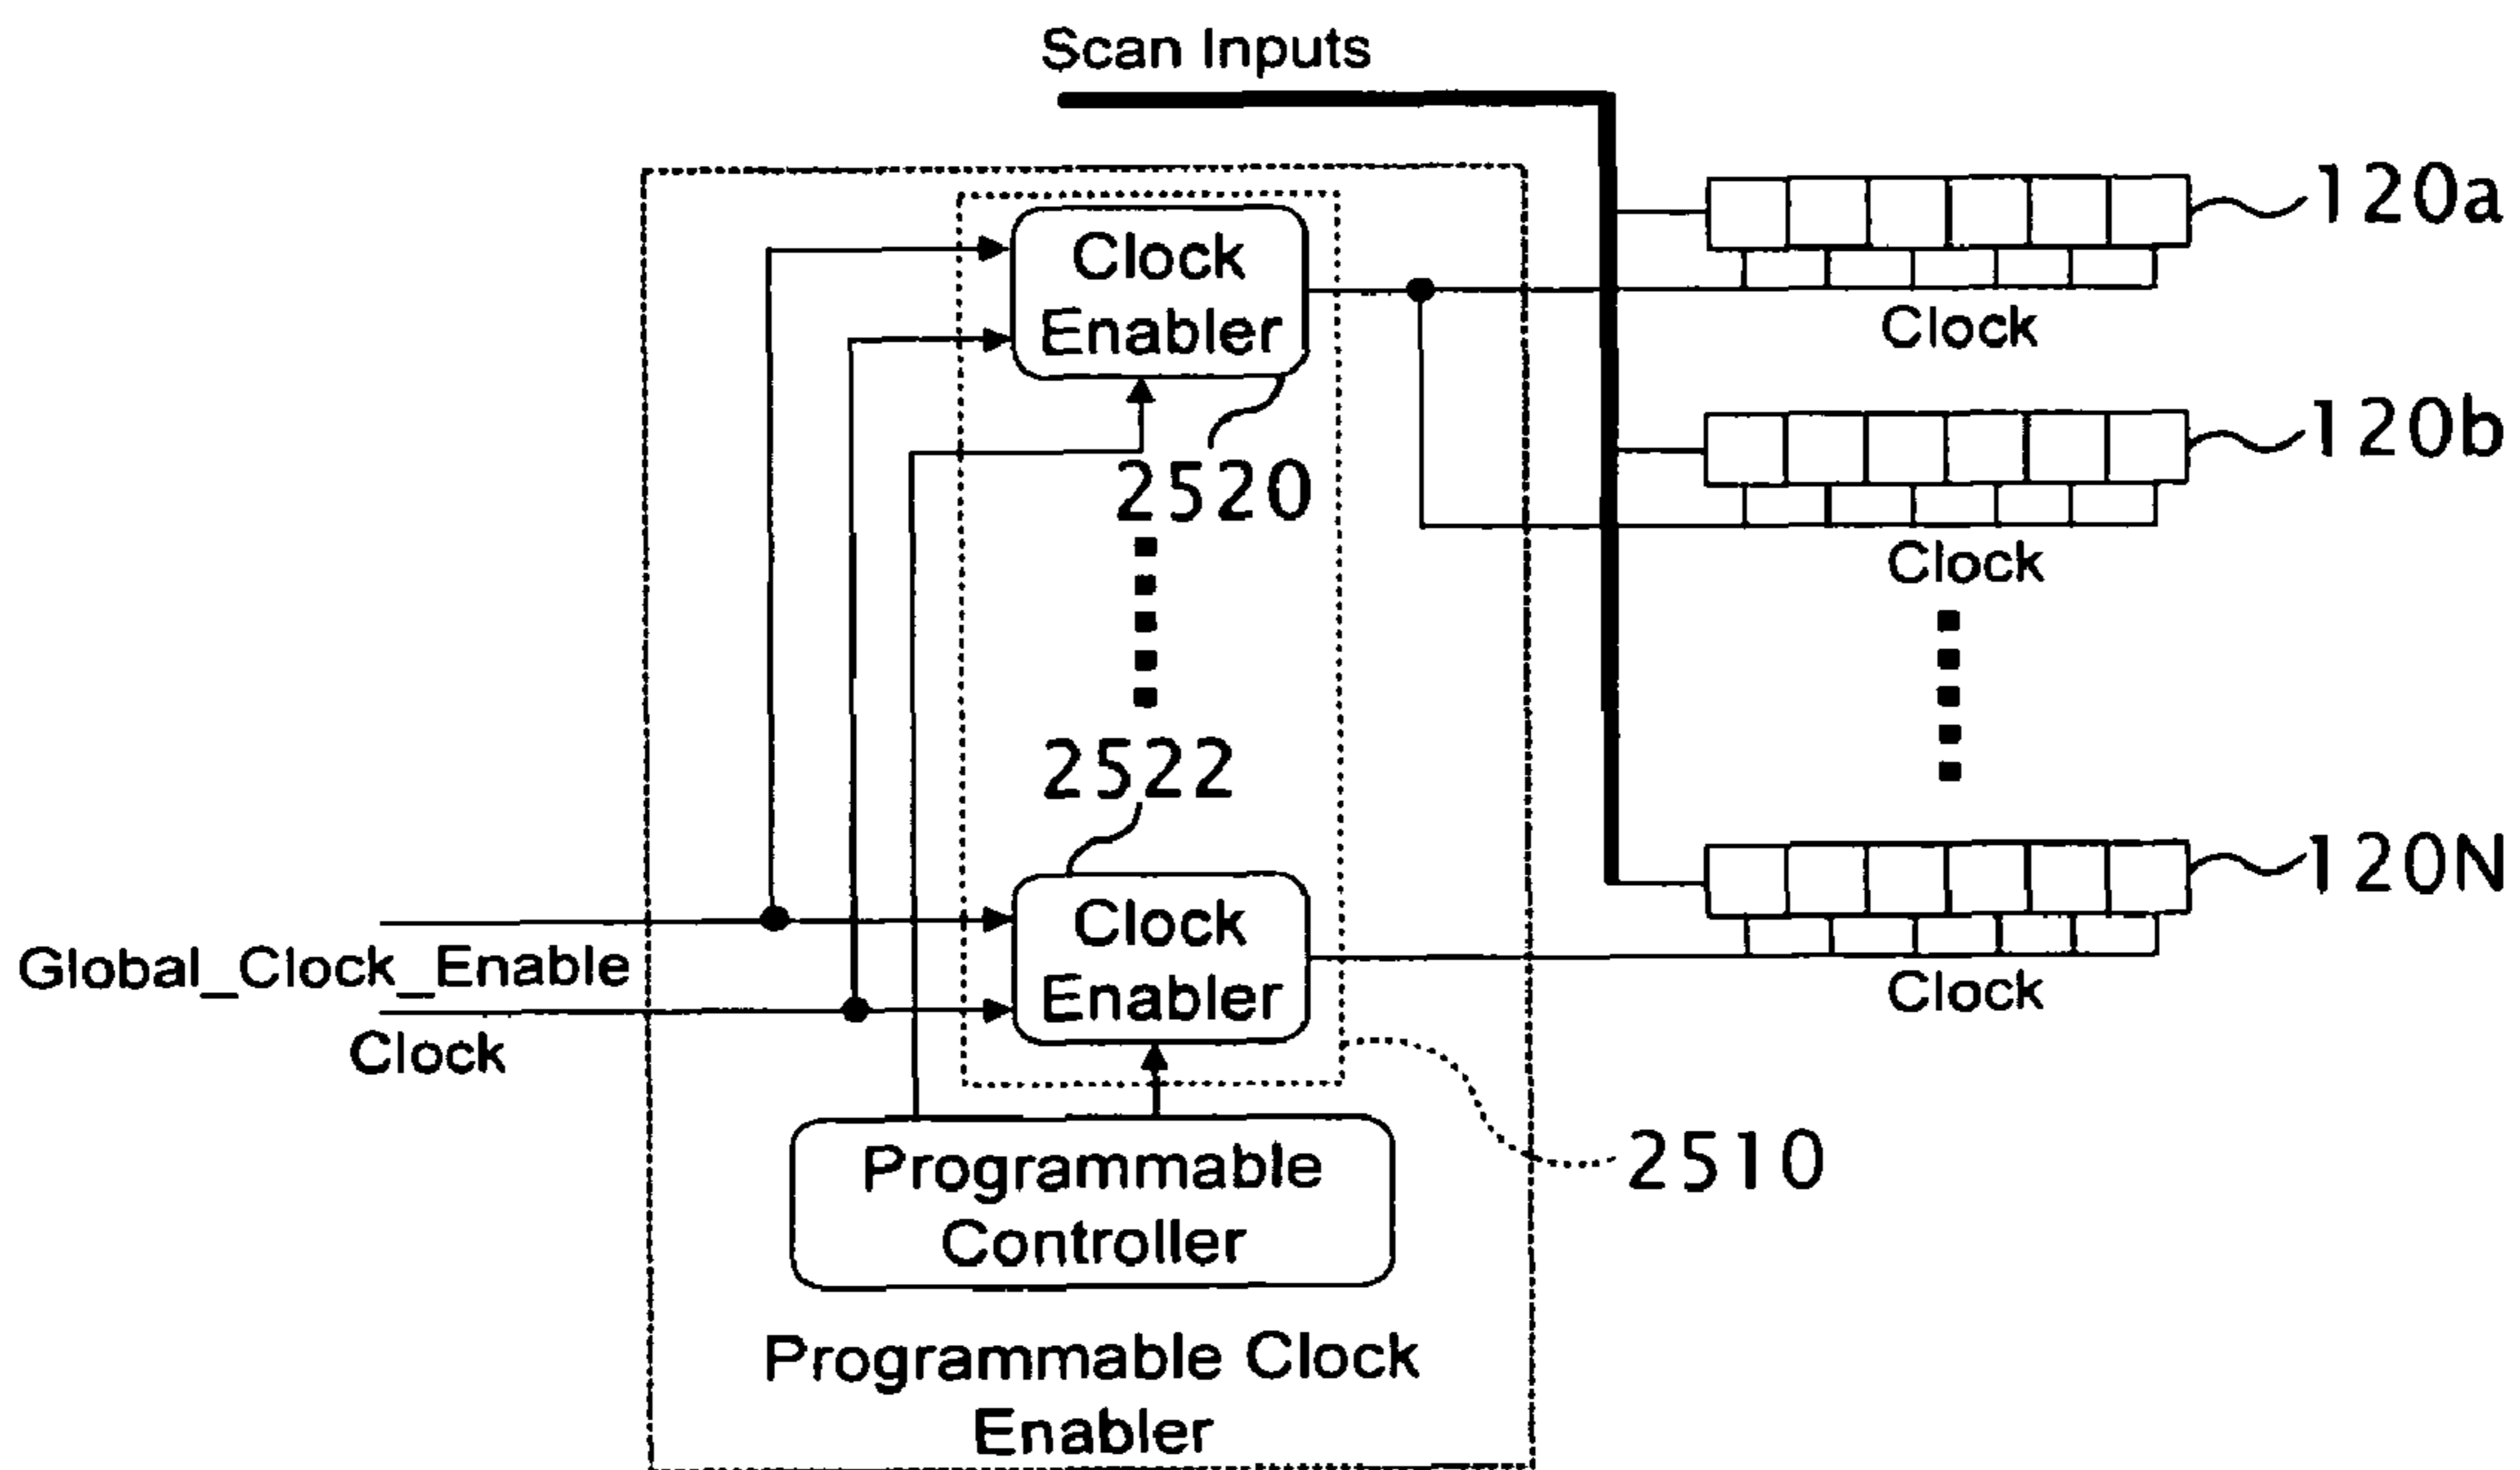 Scan Inputs
120a
Clock
Enabler
Clock
120b
2520
Clock
2522
120N
Clock
Enabler
Global_Clock_Enable
Clock
Clock
2510
Programmable
Controller
Programmable Clock
Enabler